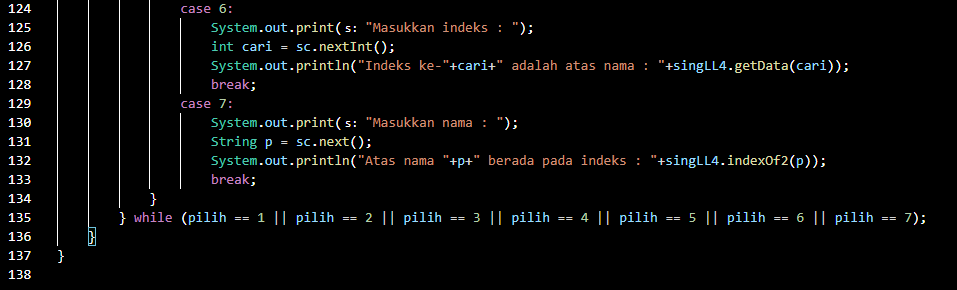 124 case 6:
125 System.out.print(s: "Masukkan indeks : ");
126 int cari = sc.nextInt();
127 System.out.println("Indeks ke-"+cari+" adalah atas nama : "+singLL4.getData(cari));
128 break;
129 case 7:
130 System.out.print(s: "Masukkan nama : ");
131 String p = sc.next();
132 System.out.println("Atas nama "+p+" berada pada indeks : "+singLL4.indexOf2(p));
133 break;
134 }
135 } while (pilih == 1 || pilih == 2 || pilih == 3 || pilih == 4 || pilih == 5 || pilih == 6 || pilih == 7);
136 }
137 }
138